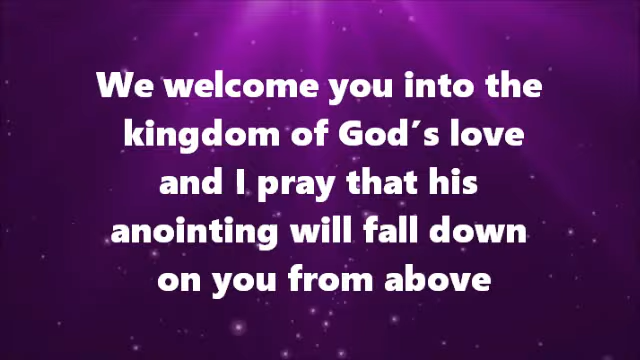 We welcome you into the
kingdom of God´s love
and I pray that his
anointing will fall down
on you from above